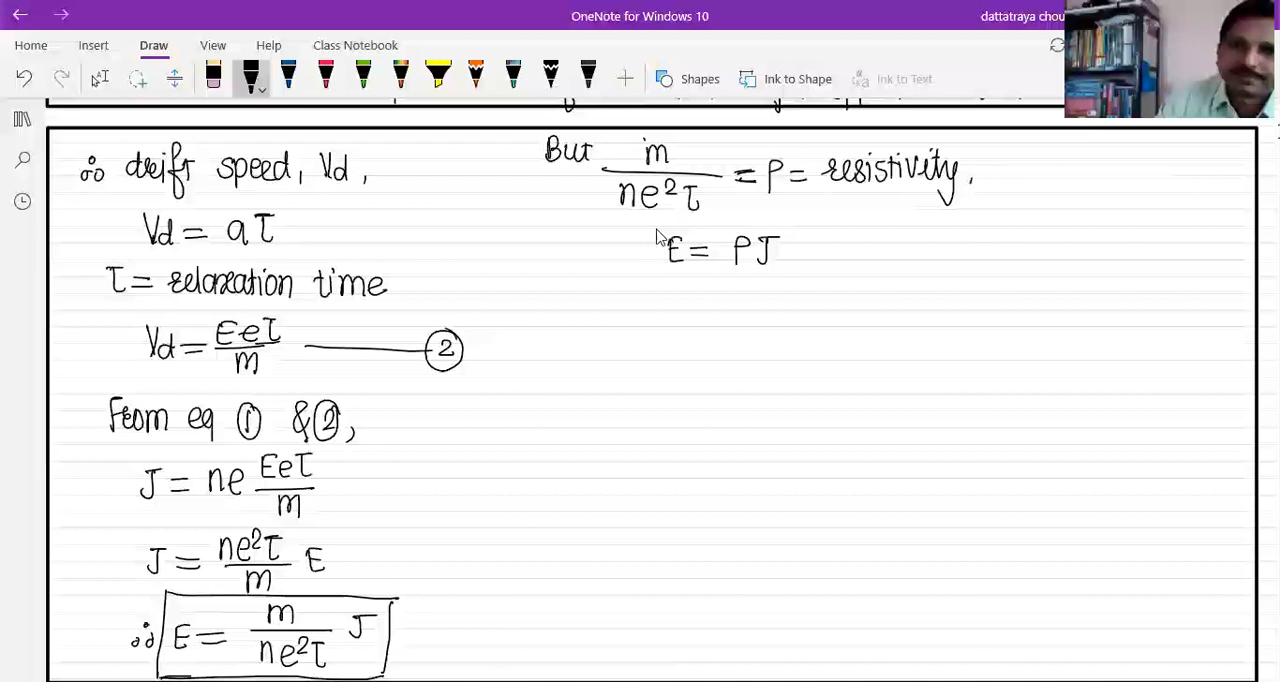 OneNote for Windows 10
dattatraya chou
Home Insert Draw View Help Class Notebook
Shapes Ink to Shape Ink to Text
∴ drift speed, Vd,
Vd = aτ
τ = relaxation time
Vd = Eeτ/m —— ②
From eq ① & ②,
J = ne Eeτ/m
J = ne²τ/m E
∴ E = m/ne²τ J
But m/ne²τ = ρ = resistivity,
E = ρJ